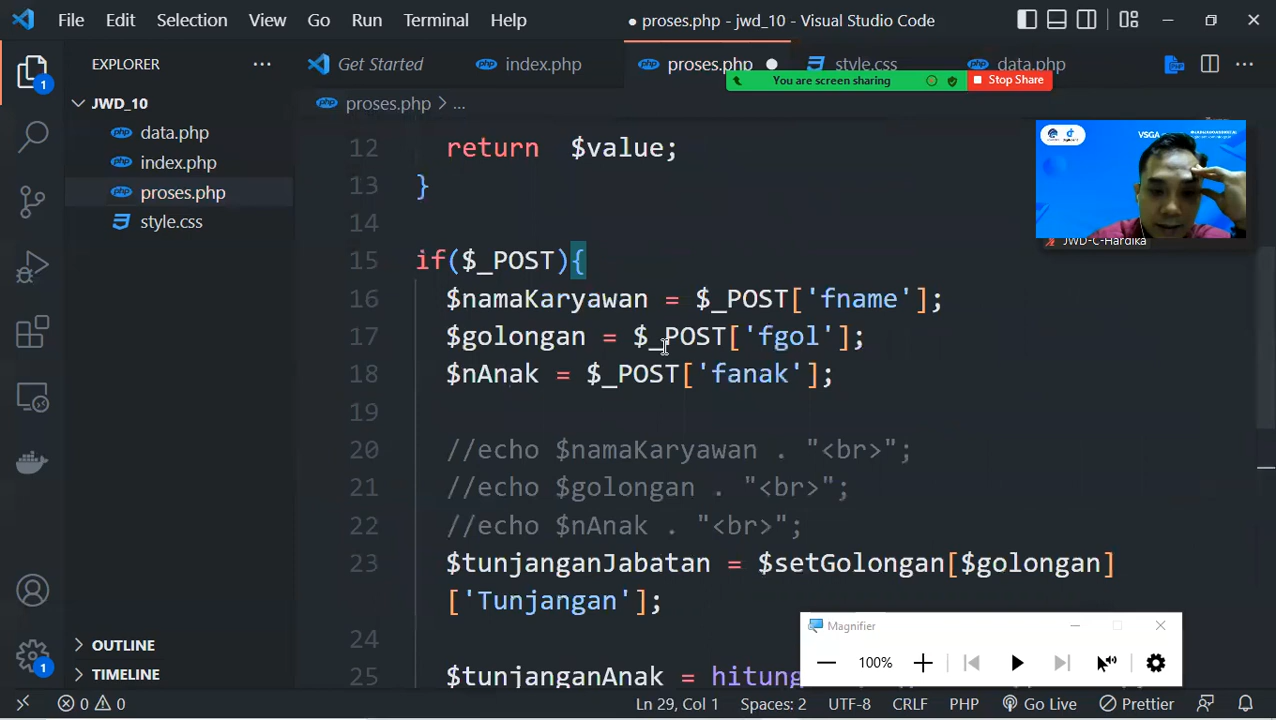 File Edit Selection View Go Run Terminal Help
● proses.php - jwd_10 - Visual Studio Code
EXPLORER
Get Started
index.php
proses.php
style.css
data.php
You are screen sharing
Stop Share
JWD_10
data.php
index.php
proses.php
style.css
proses.php > ...
VSGA
JWD-C-Hardika
12 return $value;
13 }
14
15 if($_POST){
16 $namaKaryawan = $_POST['fname'];
17 $golongan = $_POST['fgol'];
18 $nAnak = $_POST['fanak'];
19
20 //echo $namaKaryawan . "<br>";
21 //echo $golongan . "<br>";
22 //echo $nAnak . "<br>";
23 $tunjanganJabatan = $setGolongan[$golongan]
['Tunjangan'];
24
25 $tunjanganAnak = hitung
Magnifier
100%
OUTLINE
TIMELINE
1
1
0 0
Ln 29, Col 1
Spaces: 2
UTF-8
CRLF
PHP
Go Live
Prettier